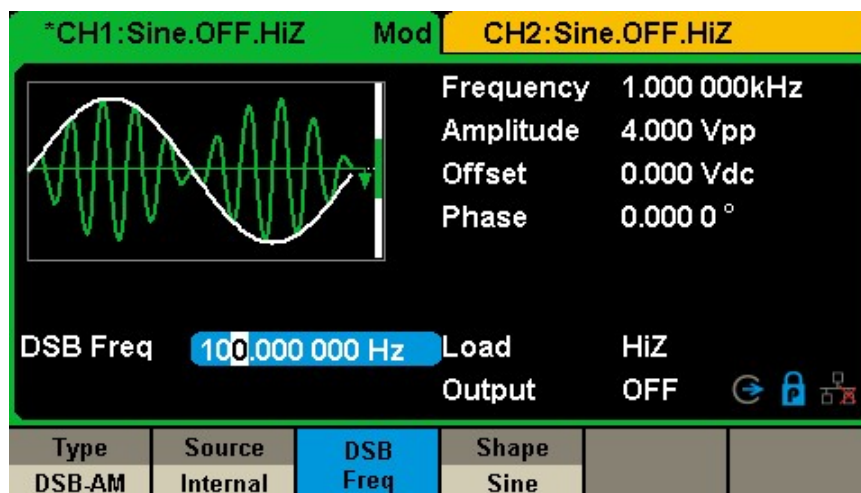 *CH1:Sine.OFF.HiZ Mod CH2:Sine.OFF.HiZ
Frequency 1.000 000kHz
Amplitude 4.000 Vpp
Offset 0.000 Vdc
Phase 0.000 0 °
DSB Freq 100.000 000 Hz Load HiZ
Output OFF P
Type Source DSB Freq Shape
DSB-AM Internal Sine